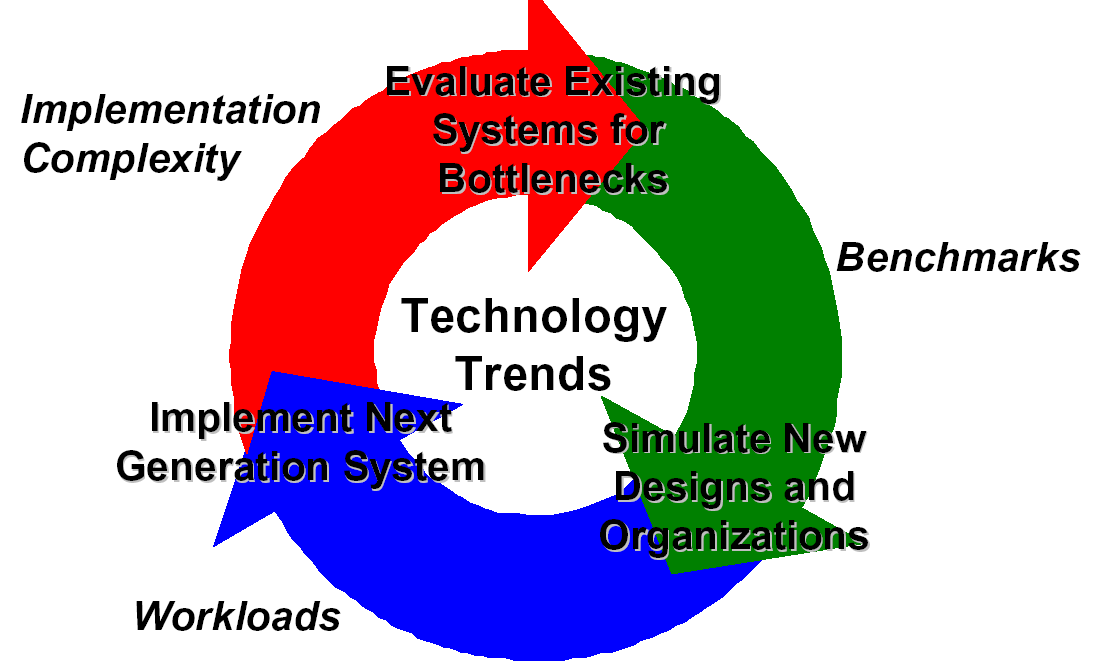 Evaluate Existing
Systems for
Bottlenecks
Implementation
Complexity
Benchmarks
Technology
Trends
Implement Next
Generation System
Simulate New
Designs and
Organizations
Workloads